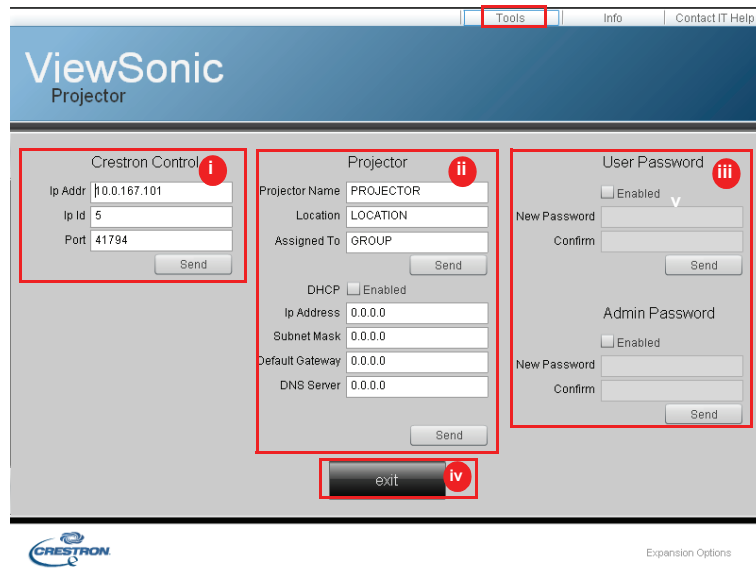 Tools Info Contact IT Help
ViewSonic
Projector
Crestron Control
i
Ip Addr 10.0.167.101
Ip Id 5
Port 41794
Send
Projector
ii
Projector Name PROJECTOR
Location LOCATION
Assigned To GROUP
Send
DHCP Enabled
Ip Address 0.0.0.0
Subnet Mask 0.0.0.0
Default Gateway 0.0.0.0
DNS Server 0.0.0.0
Send
User Password
iii
Enabled
v
New Password
Confirm
Send
Admin Password
Enabled
New Password
Confirm
Send
exit
iv
CRESTRON
Expansion Options